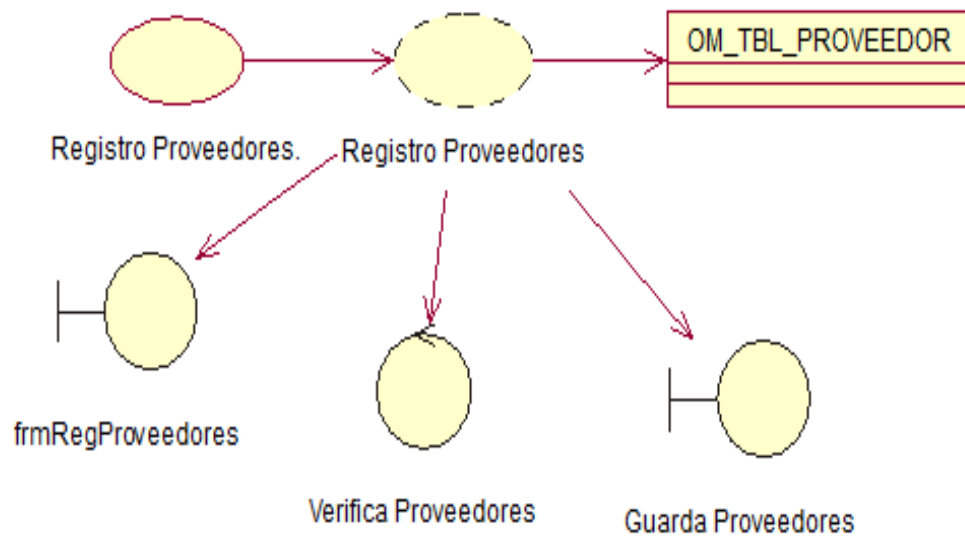 OM_TBL_PROVEEDOR
Registro Proveedores.
Registro Proveedores
frmRegProveedores
Verifica Proveedores
Guarda Proveedores